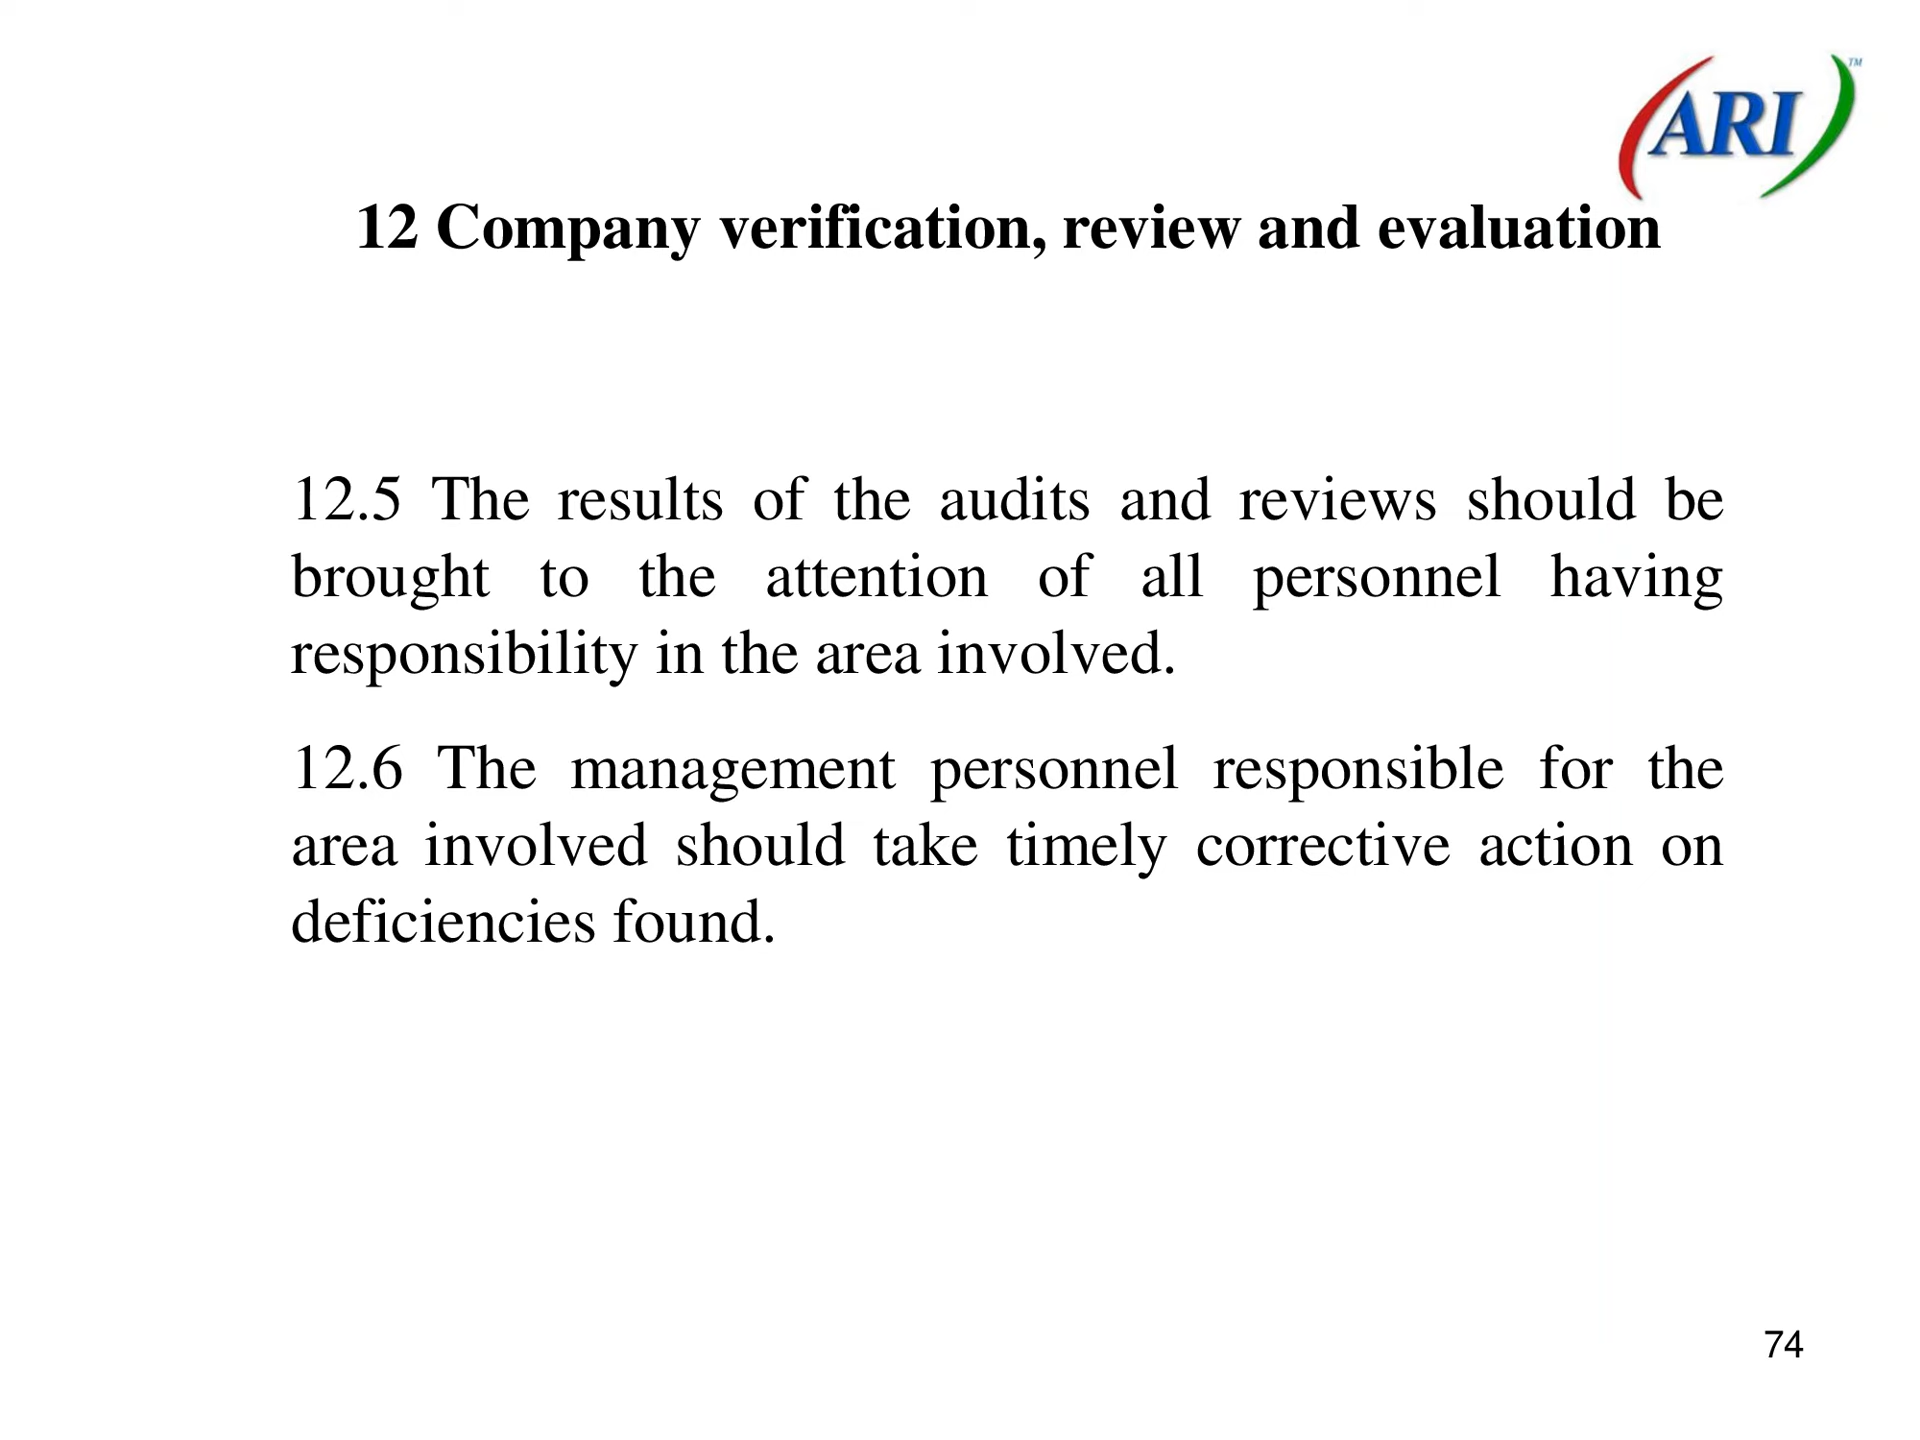 ARI TM
12 Company verification, review and evaluation
12.5 The results of the audits and reviews should be
brought to the attention of all personnel having
responsibility in the area involved.
12.6 The management personnel responsible for the
area involved should take timely corrective action on
deficiencies found.
74